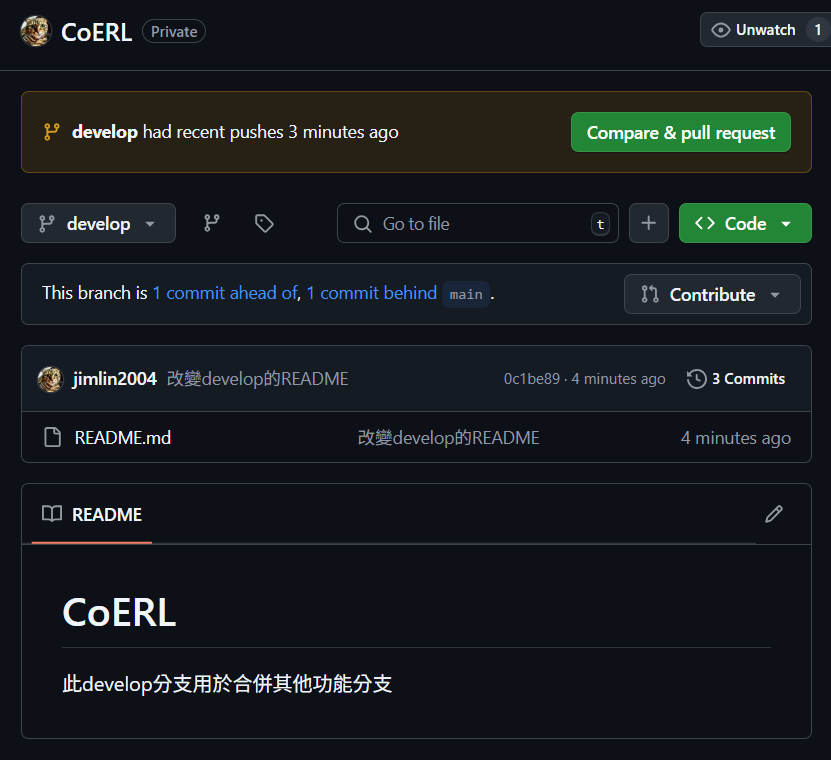 CoERL Private Unwatch 1
develop had recent pushes 3 minutes ago Compare & pull request
develop Go to file t + <> Code
This branch is 1 commit ahead of, 1 commit behind main .
Contribute
jimlin2004 改變develop的README 0c1be89 · 4 minutes ago 3 Commits
README.md 改變develop的README 4 minutes ago
README
CoERL
此develop分支用於合併其他功能分支